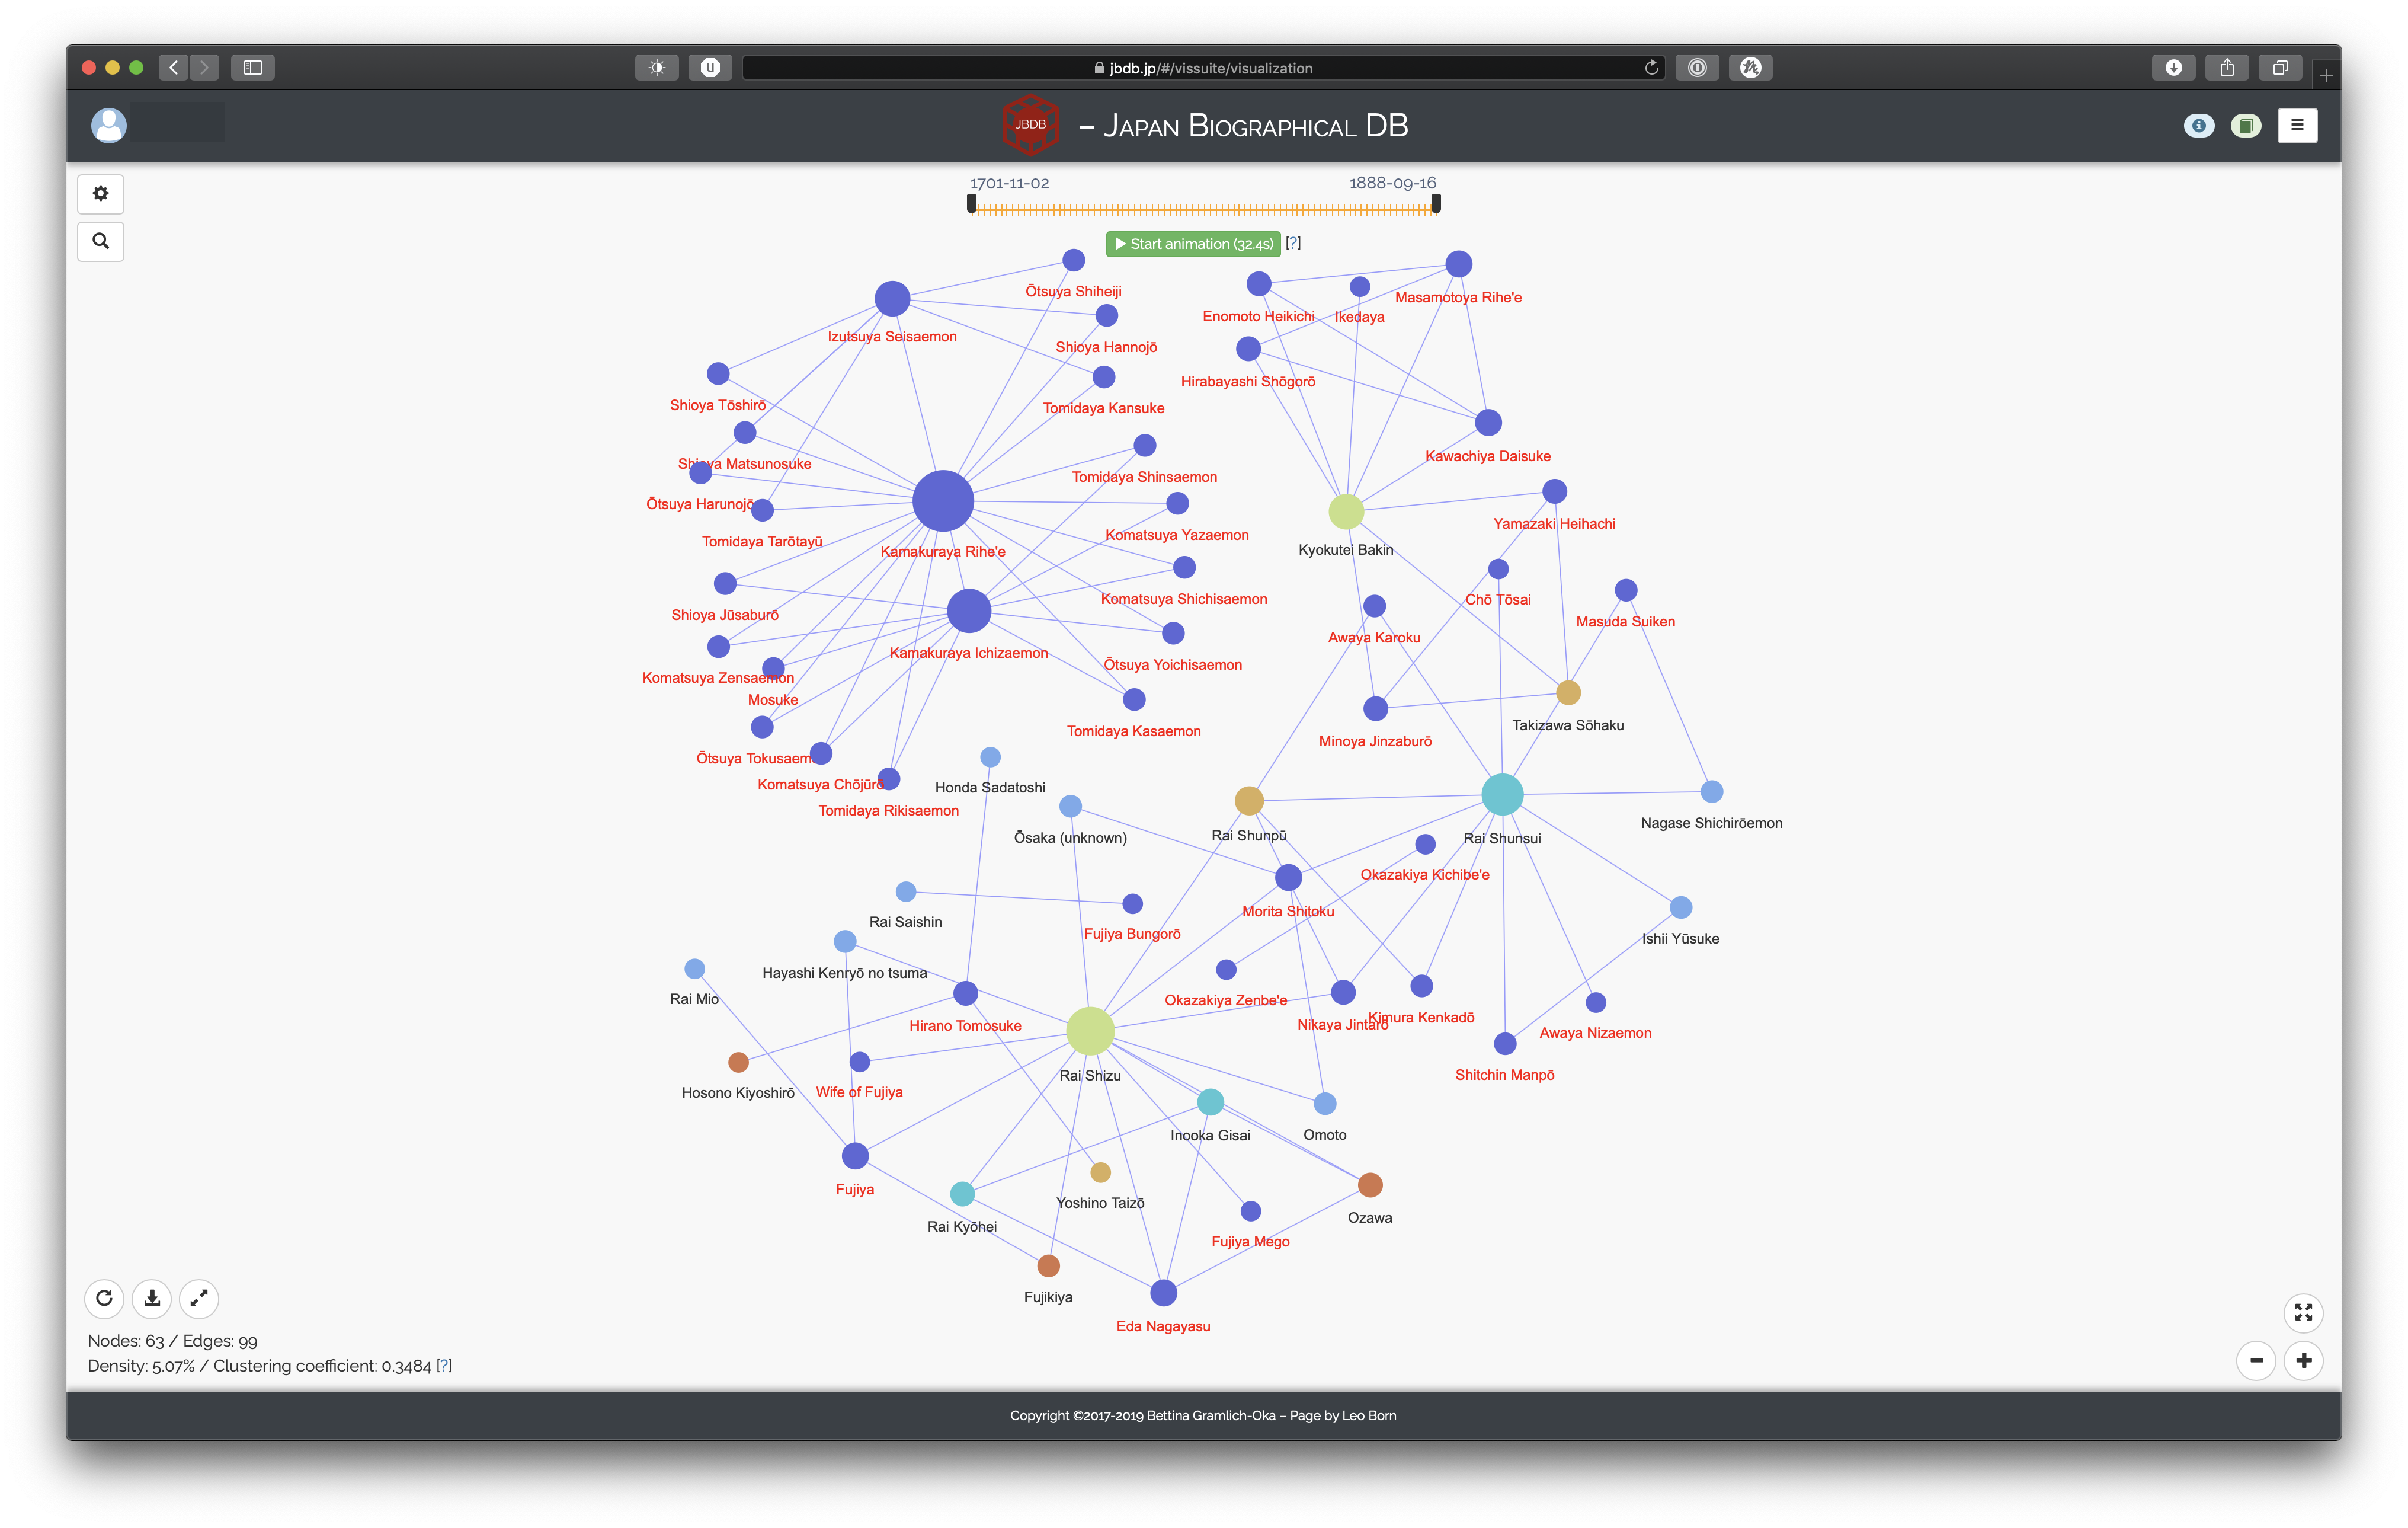 jbdb.jp/#/vissuite/visualization
JBDB
– Japan Biographical DB
1701-11-02
1888-09-16
Start animation (32.4s) [?]
Ōtsuya Shiheiji
Masamotoya Rihe'e
Enomoto Heikichi
Ikedaya
Izutsuya Seisaemon
Shioya Hannojō
Hirabayashi Shōgorō
Shioya Tōshirō
Tomidaya Kansuke
Kawachiya Daisuke
Shioya Matsunosuke
Tomidaya Shinsaemon
Ōtsuya Harunojō
Yamazaki Heihachi
Tomidaya Tarōtayū
Komatsuya Yazaemon
Kamakuraya Rihe'e
Kyokutei Bakin
Komatsuya Shichisaemon
Chō Tōsai
Shioya Jūsaburō
Masuda Suiken
Awaya Karoku
Kamakuraya Ichizaemon
Ōtsuya Yoichisaemon
Komatsuya Zensaemon
Mosuke
Takizawa Sōhaku
Tomidaya Kasaemon
Minoya Jinzaburō
Ōtsuya Tokusaem
Komatsuya Chōjūrō
Honda Sadatoshi
Tomidaya Rikisaemon
Nagase Shichirōemon
Ōsaka (unknown)
Rai Shunpū
Rai Shunsui
Okazakiya Kichibe'e
Morita Shitoku
Rai Saishin
Fujiya Bungorō
Ishii Yūsuke
Hayashi Kenryō no tsuma
Rai Mio
Okazakiya Zenbe'e
Kimura Kenkadō
Nikaya Jintarō
Hirano Tomosuke
Awaya Nizaemon
Rai Shizu
Shitchin Manpō
Hosono Kiyoshirō
Wife of Fujiya
Inooka Gisai
Omoto
Fujiya
Yoshino Taizō
Ozawa
Rai Kyōhei
Fujiya Mego
Fujikiya
Eda Nagayasu
Nodes: 63 / Edges: 99
Density: 5.07% / Clustering coefficient: 0.3484 [?]
Copyright ©2017-2019 Bettina Gramlich-Oka – Page by Leo Born